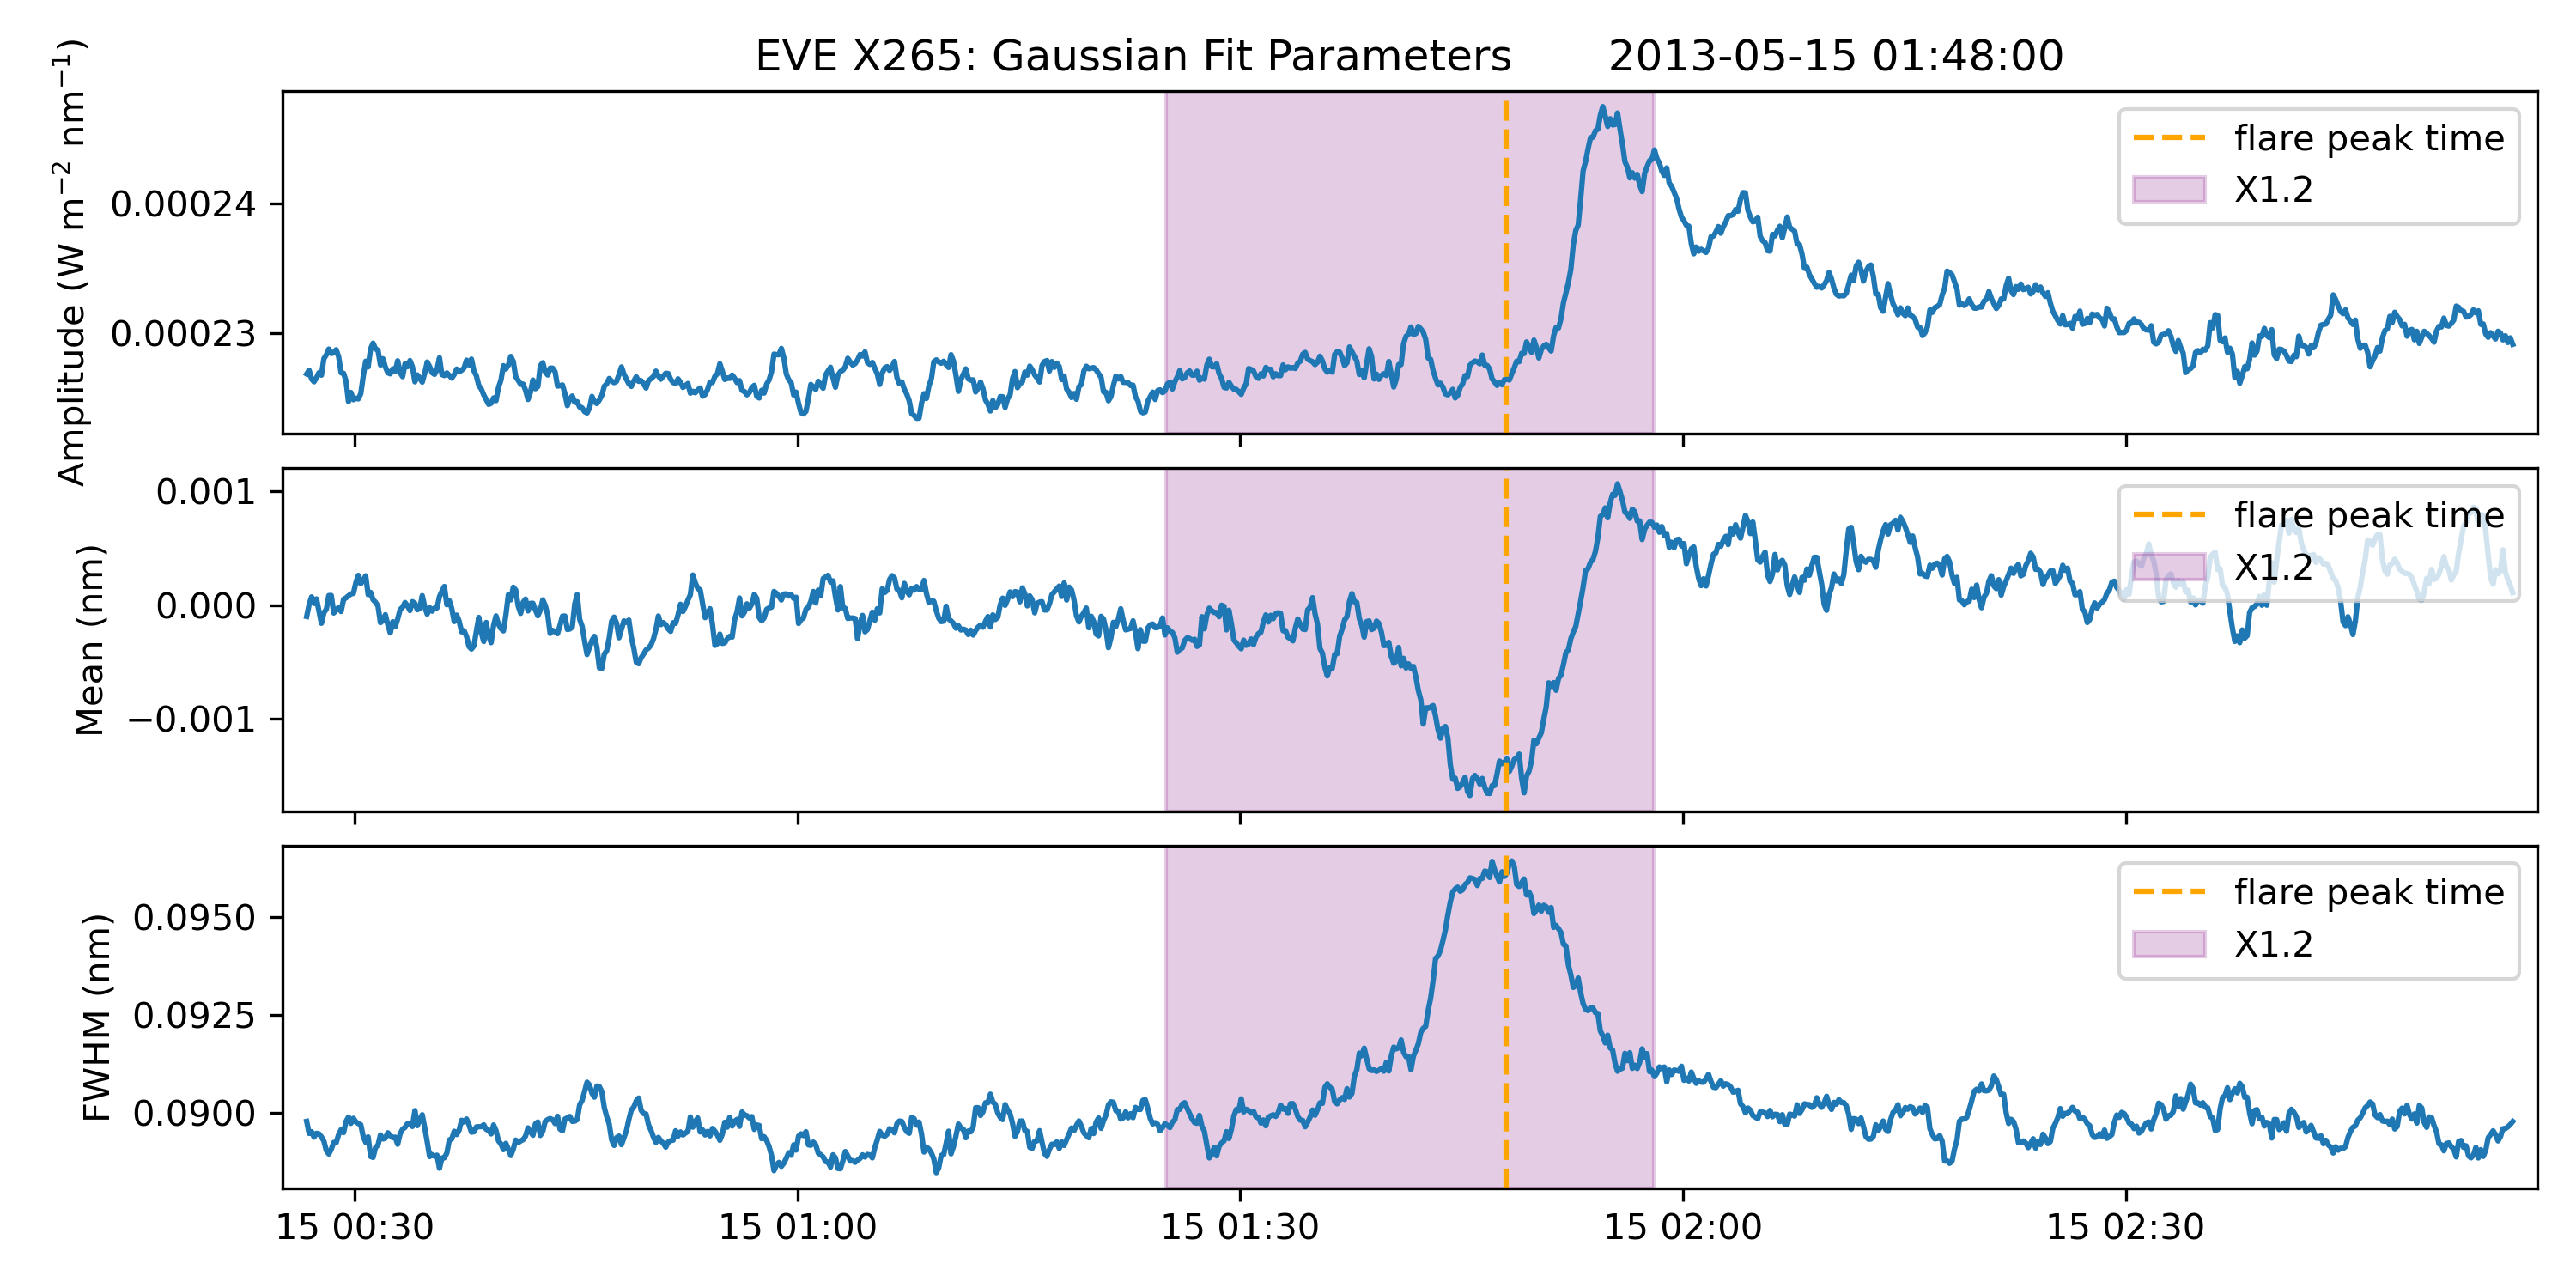 EVE X265: Gaussian Fit Parameters 2013-05-15 01:48:00
Amplitude (W m⁻² nm⁻¹)
0.00024
0.00023
flare peak time
X1.2
Mean (nm)
0.001
0.000
−0.001
flare peak time
X1.2
FWHM (nm)
0.0950
0.0925
0.0900
flare peak time
X1.2
15 00:30 15 01:00 15 01:30 15 02:00 15 02:30